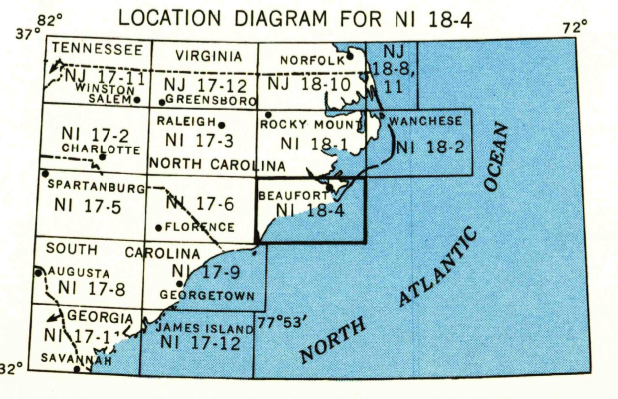 LOCATION DIAGRAM FOR NI 18-4
37° 82°
72°
TENNESSEE
VIRGINIA
NORFOLK
NJ
18-8,
11
NJ 17-11
WINSTON
SALEM
NJ 17-12
GREENSBORO
NJ 18-10
NI 17-2
CHARLOTTE
RALEIGH
NI 17-3
ROCKY MOUNT
NI 18-1
WANCHESE
NI 18-2
NORTH CAROLINA
SPARTANBURG
NI 17-5
NI 17-6
FLORENCE
BEAUFORT
NI 18-4
SOUTH CAROLINA
AUGUSTA
NI 17-8
NI 17-9
GEORGETOWN
GEORGIA
NI 17-11
SAVANNAH
JAMES ISLAND
NI 17-12
77°53′
32°
NORTH ATLANTIC OCEAN